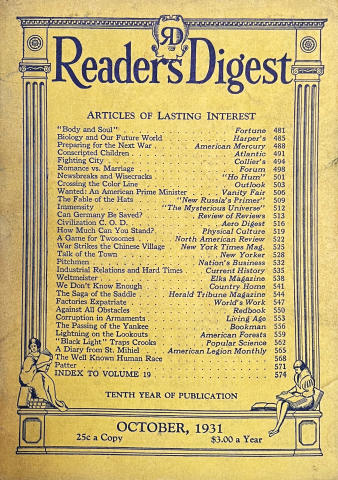 RD
Reader's Digest
ARTICLES OF LASTING INTEREST
"Body and Soul" Fortune 481
Biology and Our Future World Harper's 485
Preparing for the Next War American Mercury 488
Conscripted Children Atlantic 491
Fighting City Collier's 494
Romance vs. Marriage Forum 498
Newsbreaks and Wisecracks "Ho Hum" 501
Crossing the Color Line Outlook 503
Wanted: An American Prime Minister Vanity Fair 506
The Fable of the Hats "New Russia's Primer" 509
Immensity "The Mysterious Universe" 512
Can Germany Be Saved? Review of Reviews 513
Civilization C. O. D. Aero Digest 516
How Much Can You Stand? Physical Culture 519
A Game for Twosomes North American Review 522
War Strikes the Chinese Village New York Times Mag. 525
Talk of the Town New Yorker 528
Pitchmen Nation's Business 532
Industrial Relations and Hard Times Current History 535
Weltmeister Elks Magazine 538
We Don't Know Enough Country Home 541
The Saga of the Saddle Herald Tribune Magazine 544
Factories Expatriate World's Work 547
Against All Obstacles Redbook 550
Corruption in Armaments Living Age 553
The Passing of the Yankee Bookman 556
Lightning on the Lookouts American Forests 559
"Black Light" Traps Crooks Popular Science 562
A Diary from St. Mihiel American Legion Monthly 565
The Well Known Human Race 568
Patter 571
INDEX TO VOLUME 19 574
TENTH YEAR OF PUBLICATION
OCTOBER, 1931
25c a Copy $3.00 a Year